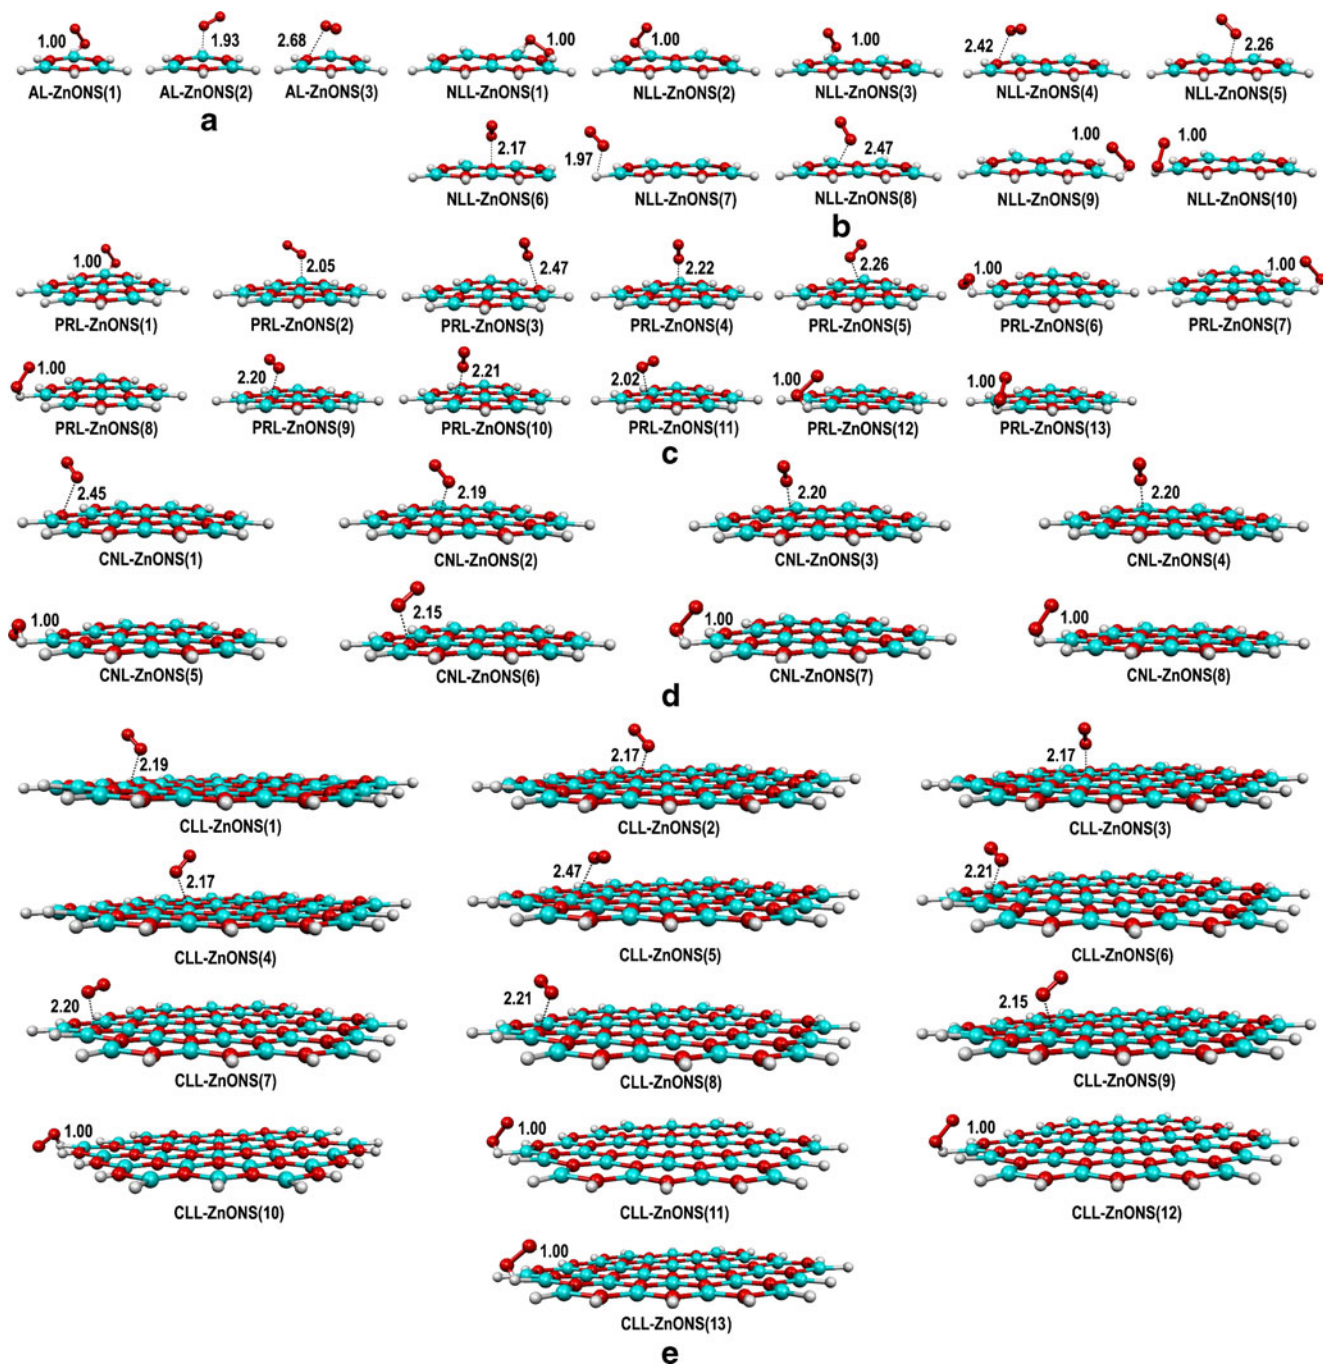 1.00 1.93 2.68 1.00 1.00 1.00 2.42 2.26
AL-ZnONS(1) AL-ZnONS(2) AL-ZnONS(3) NLL-ZnONS(1) NLL-ZnONS(2) NLL-ZnONS(3) NLL-ZnONS(4) NLL-ZnONS(5)
a
2.17 1.97 2.47 1.00 1.00
NLL-ZnONS(6) NLL-ZnONS(7) NLL-ZnONS(8) NLL-ZnONS(9) NLL-ZnONS(10)
b
1.00 2.05 2.47 2.22 2.26 1.00 1.00
PRL-ZnONS(1) PRL-ZnONS(2) PRL-ZnONS(3) PRL-ZnONS(4) PRL-ZnONS(5) PRL-ZnONS(6) PRL-ZnONS(7)
1.00 2.20 2.21 2.02 1.00 1.00
PRL-ZnONS(8) PRL-ZnONS(9) PRL-ZnONS(10) PRL-ZnONS(11) PRL-ZnONS(12) PRL-ZnONS(13)
c
2.45 2.19 2.20 2.20
CNL-ZnONS(1) CNL-ZnONS(2) CNL-ZnONS(3) CNL-ZnONS(4)
1.00 2.15 1.00 1.00
CNL-ZnONS(5) CNL-ZnONS(6) CNL-ZnONS(7) CNL-ZnONS(8)
d
2.19 2.17 2.17
CLL-ZnONS(1) CLL-ZnONS(2) CLL-ZnONS(3)
2.17 2.47 2.21
CLL-ZnONS(4) CLL-ZnONS(5) CLL-ZnONS(6)
2.20 2.21 2.15
CLL-ZnONS(7) CLL-ZnONS(8) CLL-ZnONS(9)
1.00 1.00 1.00
CLL-ZnONS(10) CLL-ZnONS(11) CLL-ZnONS(12)
1.00
CLL-ZnONS(13)
e